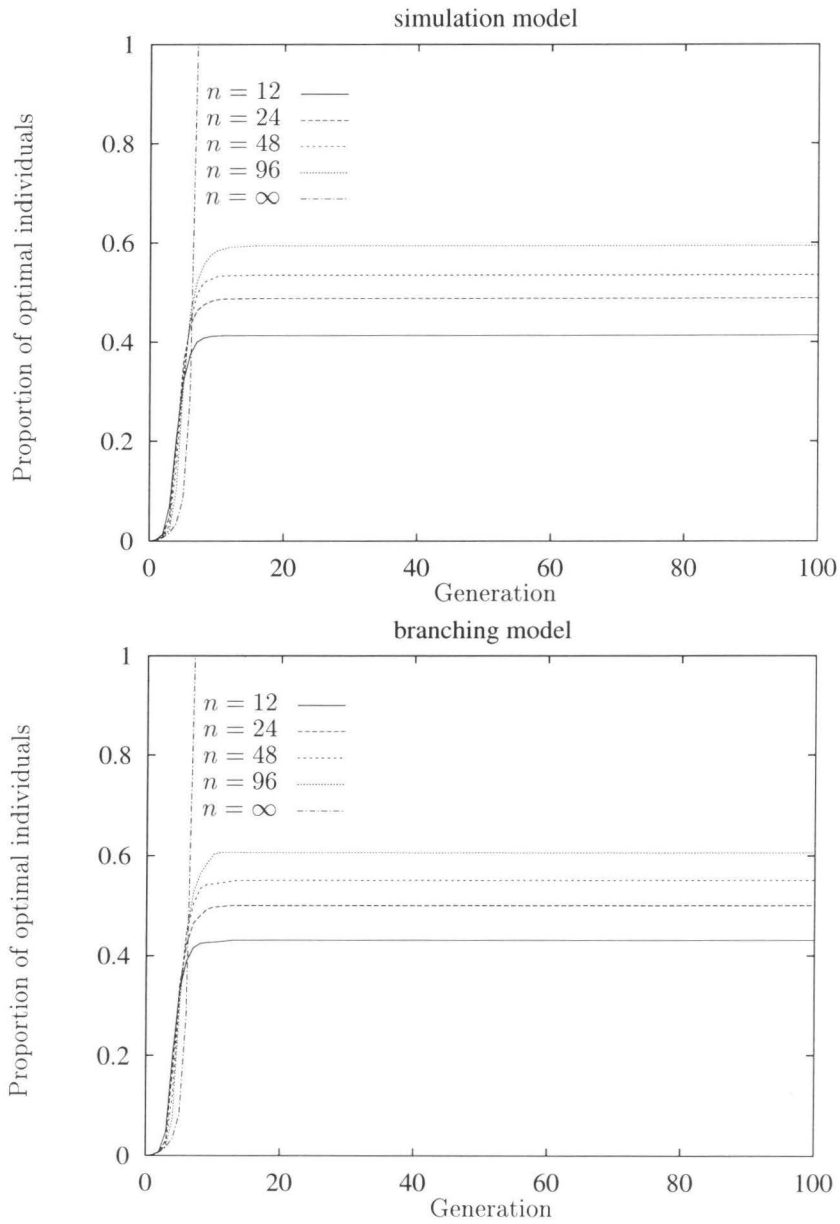 simulation model
1
0.8
0.6
0.4
0.2
0
Proportion of optimal individuals
n = 12
n = 24
n = 48
n = 96
n = ∞
0 20 40 60 80 100
Generation
branching model
1
0.8
0.6
0.4
0.2
0
Proportion of optimal individuals
n = 12
n = 24
n = 48
n = 96
n = ∞
0 20 40 60 80 100
Generation